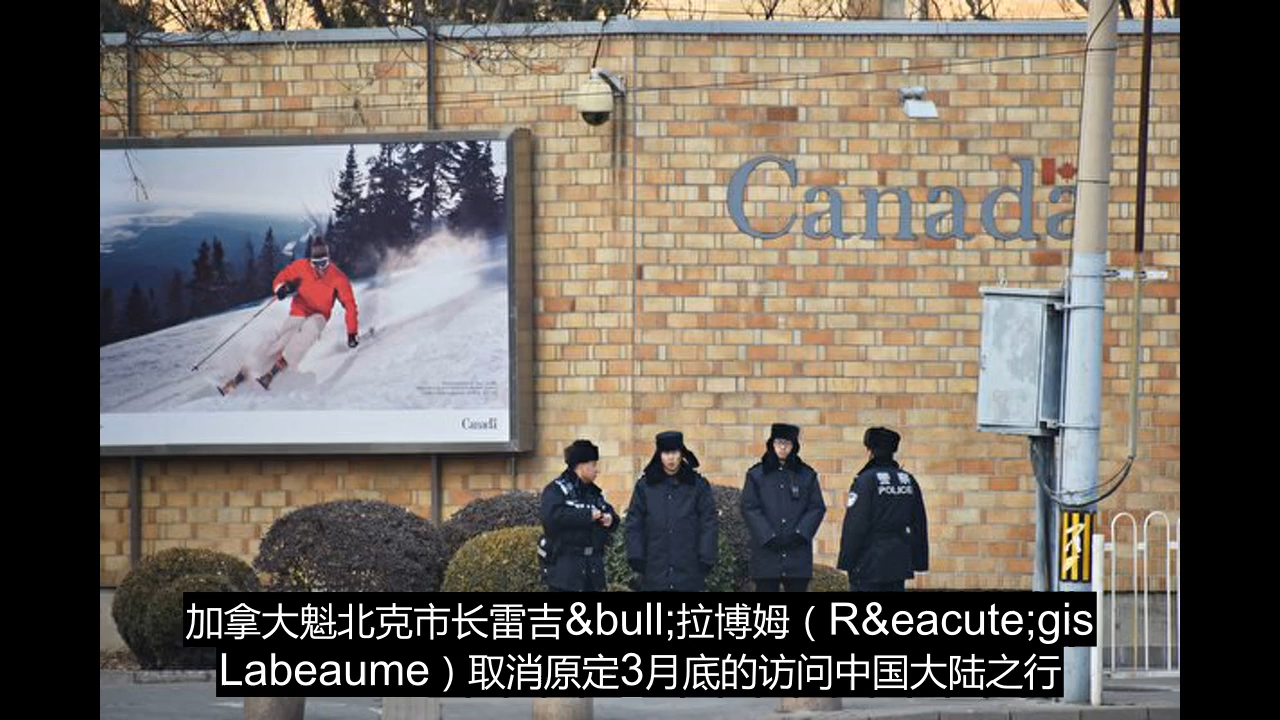 Canada
Canada
警察
POLICE
加拿大魁北克市长雷吉&bull;拉博姆（R&eacute;gis
Labeaume）取消原定3月底的访问中国大陆之行